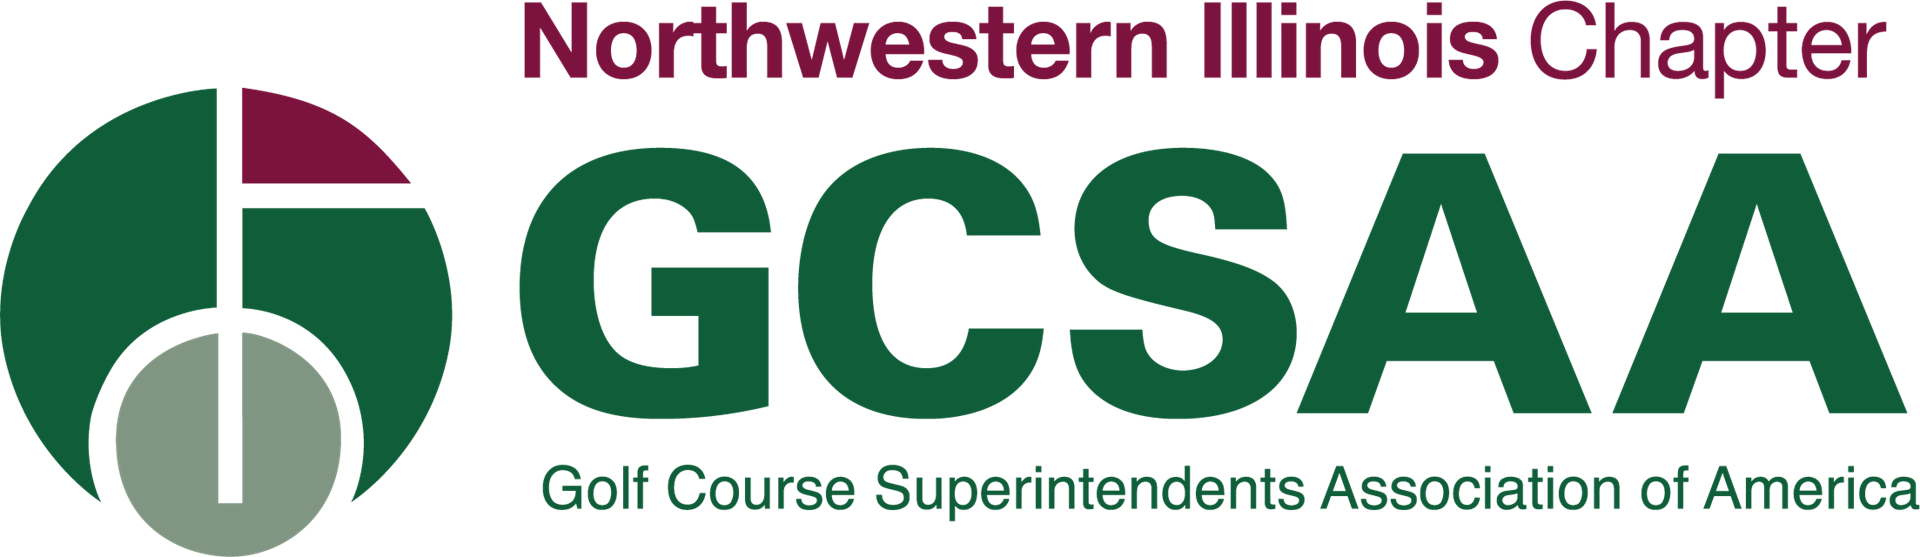 Northwestern Illinois Chapter
GCSAA
Golf Course Superintendents Association of America